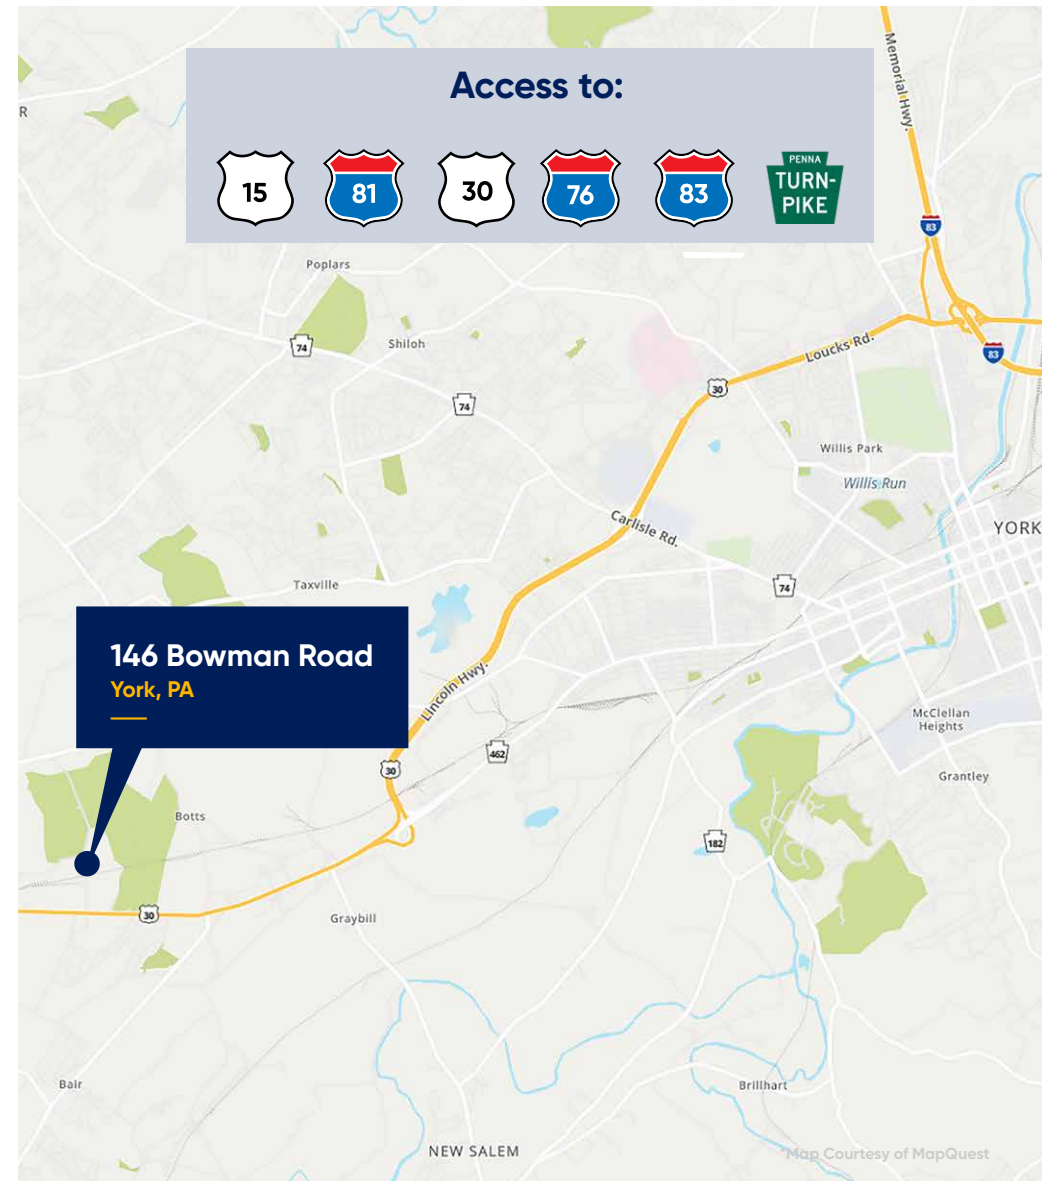 Access to:
15
81
30
76
83
PENNA
TURN-
PIKE
R
Memorial Hwy.
83
Poplars
74
Shiloh
Loucks Rd.
83
30
74
Willis Park
Willis Run
Carlisle Rd.
YORK
Taxville
74
146 Bowman Road
York, PA
Lincoln Hwy.
McClellan
Heights
462
30
Grantley
Botts
182
30
Graybill
Bair
Brillhart
NEW SALEM
*Map Courtesy of MapQuest